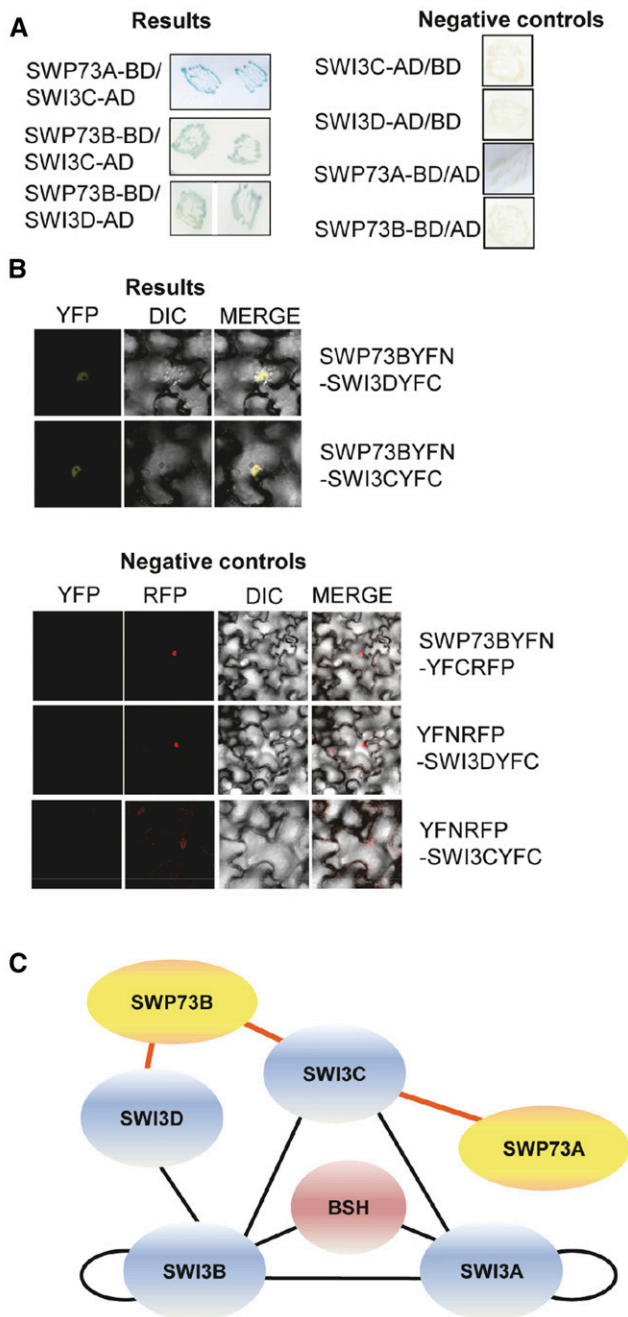 A
Results
Negative controls
SWP73A-BD/
SWI3C-AD
SWP73B-BD/
SWI3C-AD
SWP73B-BD/
SWI3D-AD
SWI3C-AD/BD
SWI3D-AD/BD
SWP73A-BD/AD
SWP73B-BD/AD
B
Results
YFP DIC MERGE
SWP73BYFN
-SWI3DYFC
SWP73BYFN
-SWI3CYFC
Negative controls
YFP RFP DIC MERGE
SWP73BYFN
-YFCRFP
YFNRFP
-SWI3DYFC
YFNRFP
-SWI3CYFC
C
SWP73B
SWI3C
SWI3D
SWP73A
BSH
SWI3B
SWI3A